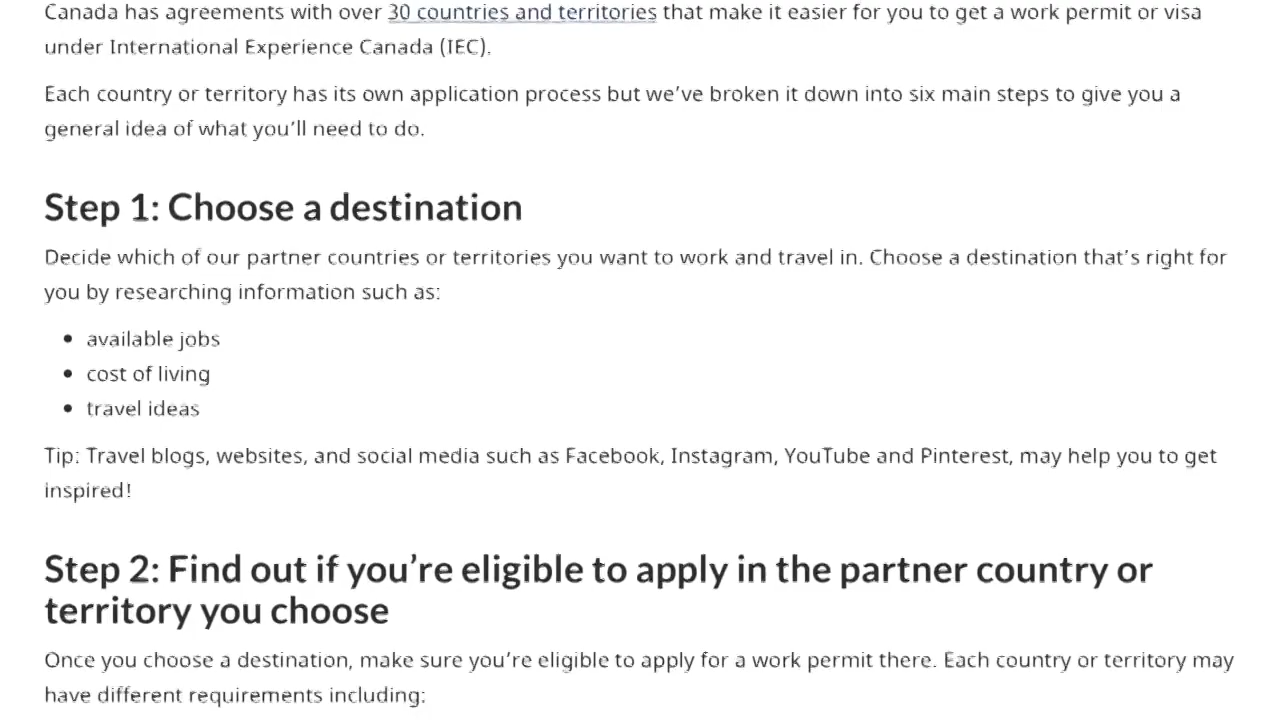 Canada has agreements with over 30 countries and territories that make it easier for you to get a work permit or visa
under International Experience Canada (IEC).
Each country or territory has its own application process but we've broken it down into six main steps to give you a
general idea of what you'll need to do.
Step 1: Choose a destination
Decide which of our partner countries or territories you want to work and travel in. Choose a destination that's right for
you by researching information such as:
• available jobs
• cost of living
• travel ideas
Tip: Travel blogs, websites, and social media such as Facebook, Instagram, YouTube and Pinterest, may help you to get
inspired!
Step 2: Find out if you're eligible to apply in the partner country or
territory you choose
Once you choose a destination, make sure you're eligible to apply for a work permit there. Each country or territory may
have different requirements including: